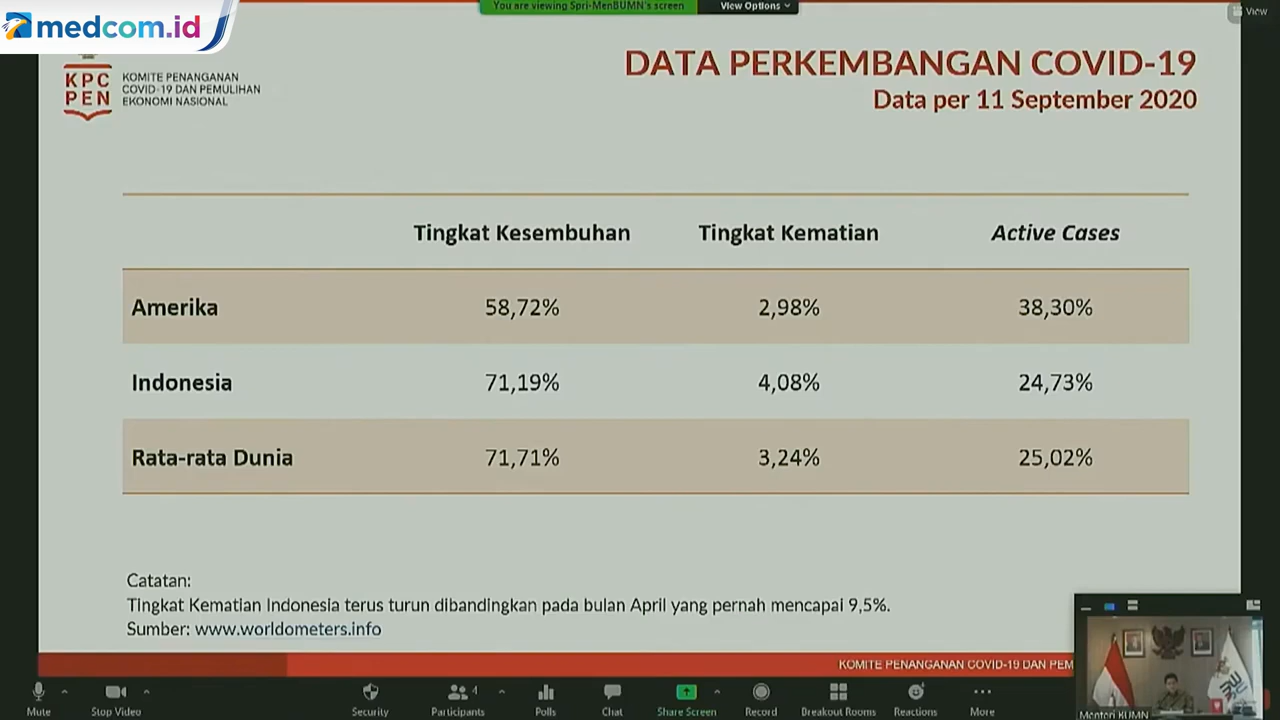 You are viewing Spri-MenBUMN's screen
View Options
View
medcom.id
KPC
PEN
KOMITE PENANGANAN
COVID-19 DAN PEMULIHAN
EKONOMI NASIONAL
DATA PERKEMBANGAN COVID-19
Data per 11 September 2020
Tingkat Kesembuhan Tingkat Kematian Active Cases
Amerika 58,72% 2,98% 38,30%
Indonesia 71,19% 4,08% 24,73%
Rata-rata Dunia 71,71% 3,24% 25,02%
Catatan:
Tingkat Kematian Indonesia terus turun dibandingkan pada bulan April yang pernah mencapai 9,5%.
Sumber: www.worldometers.info
KOMITE PENANGANAN COVID-19 DAN PEM
Menteri BUMN
Mute
Stop Video
Security
Participants 4
Polls
Chat
Share Screen
Record
Breakout Rooms
Reactions
More